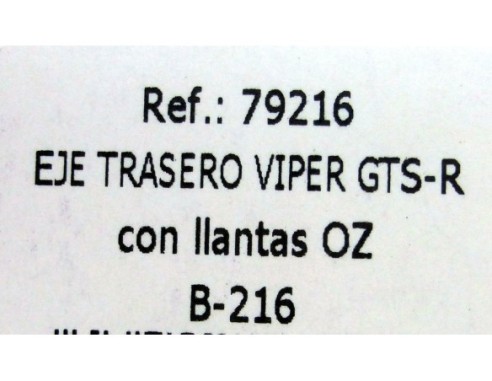 Ref.: 79216
EJE TRASERO VIPER GTS-R
con llantas OZ
B-216